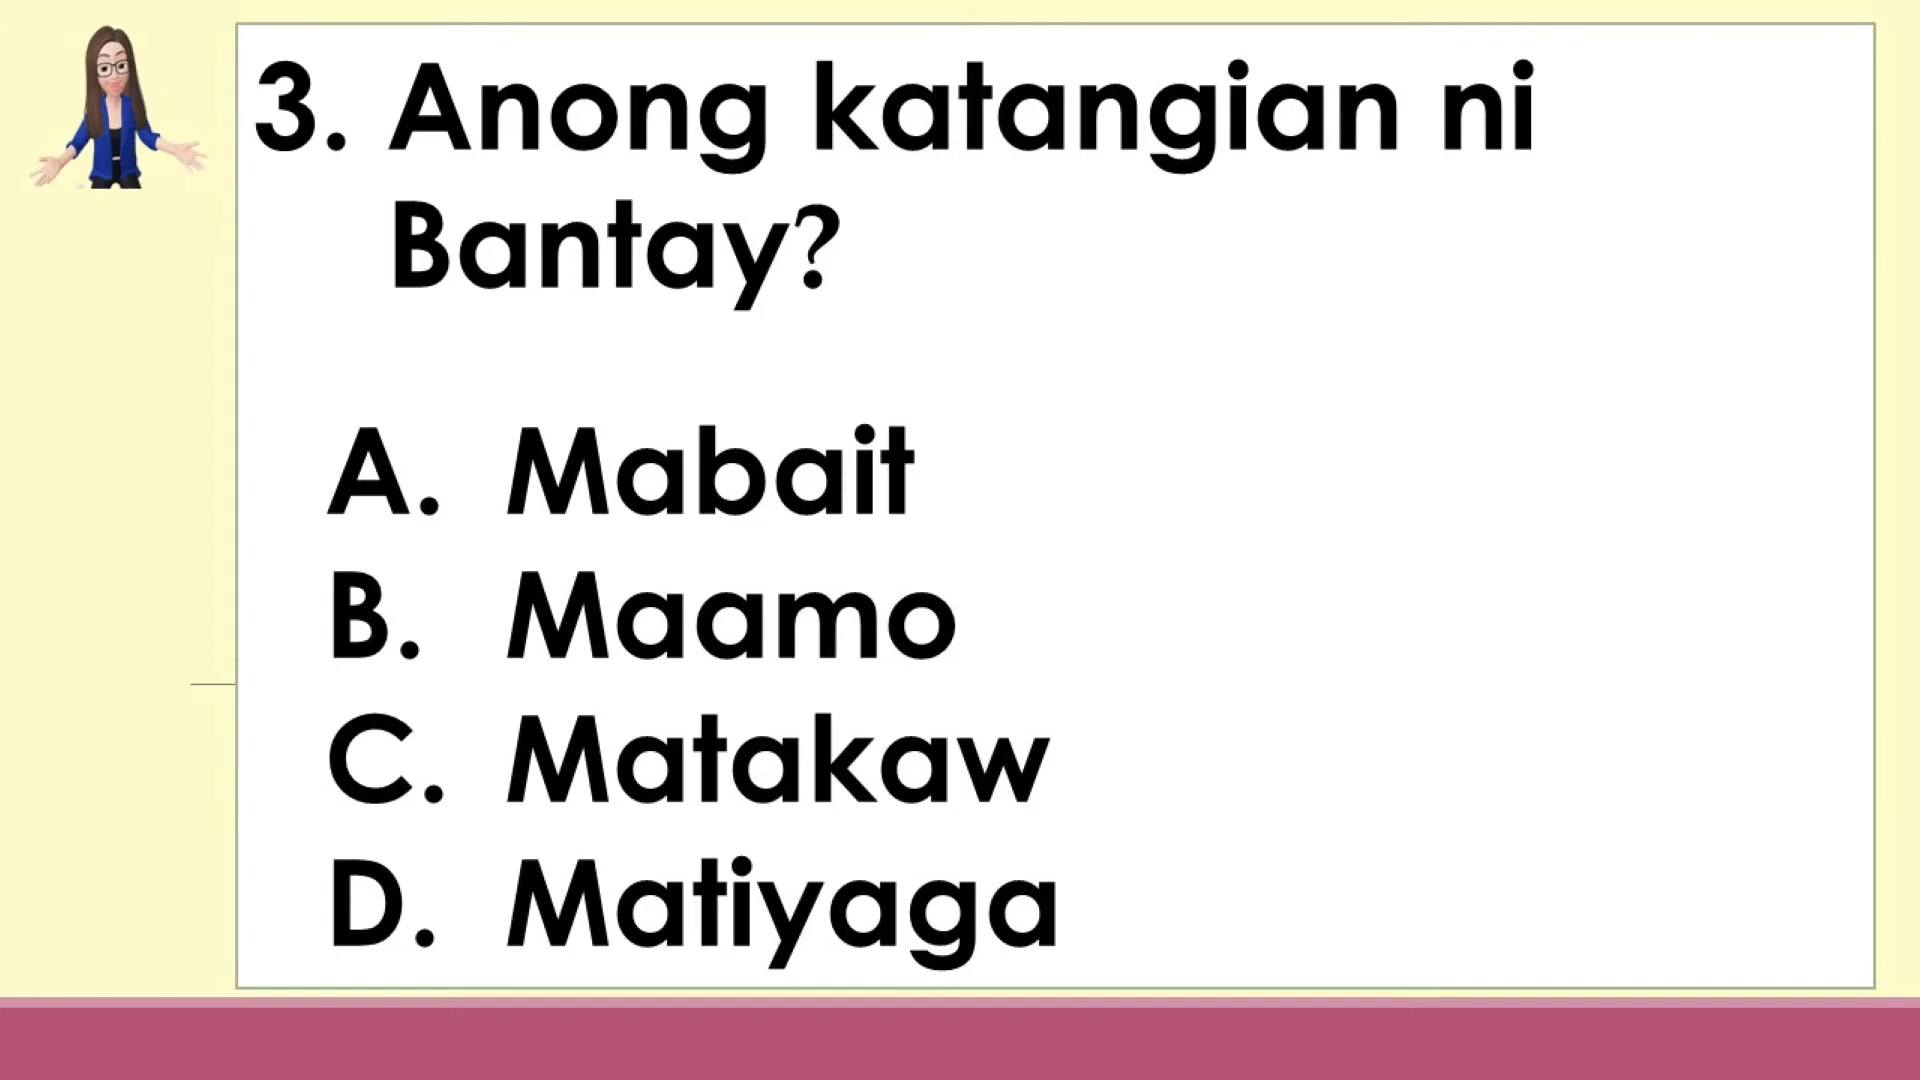 3. Anong katangian ni
Bantay?
A. Mabait
B. Maamo
C. Matakaw
D. Matiyaga